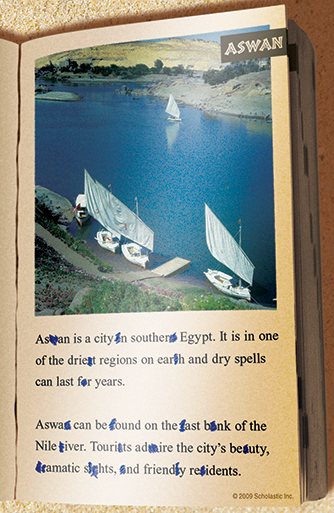 ASWAN
Aswan is a city in southern Egypt. It is in one
of the driest regions on earth and dry spells
can last for years.
Aswan can be found on the east bank of the
Nile river. Tourists admire the city's beauty,
dramatic sights, and friendly residents.
© 2009 Scholastic Inc.